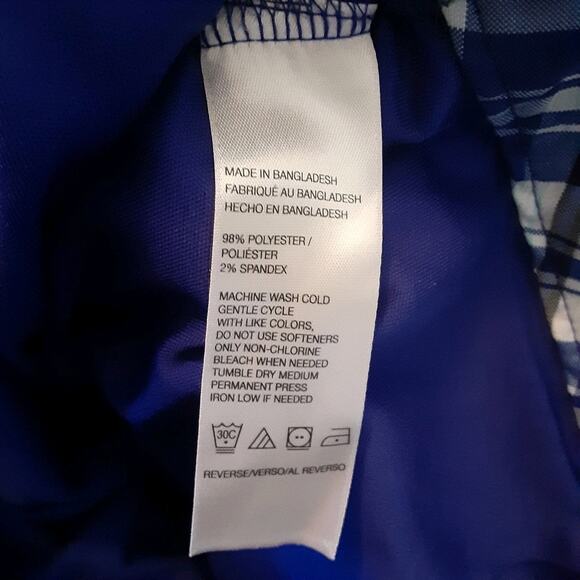 MADE IN BANGLADESH
FABRIQUÉ AU BANGLADESH
HECHO EN BANGLADESH
98% POLYESTER /
POLIÉSTER
2% SPANDEX
MACHINE WASH COLD
GENTLE CYCLE
WITH LIKE COLORS,
DO NOT USE SOFTENERS
ONLY NON-CHLORINE
BLEACH WHEN NEEDED
TUMBLE DRY MEDIUM
PERMANENT PRESS
IRON LOW IF NEEDED
30C
REVERSE/VERSO/AL REVERSO